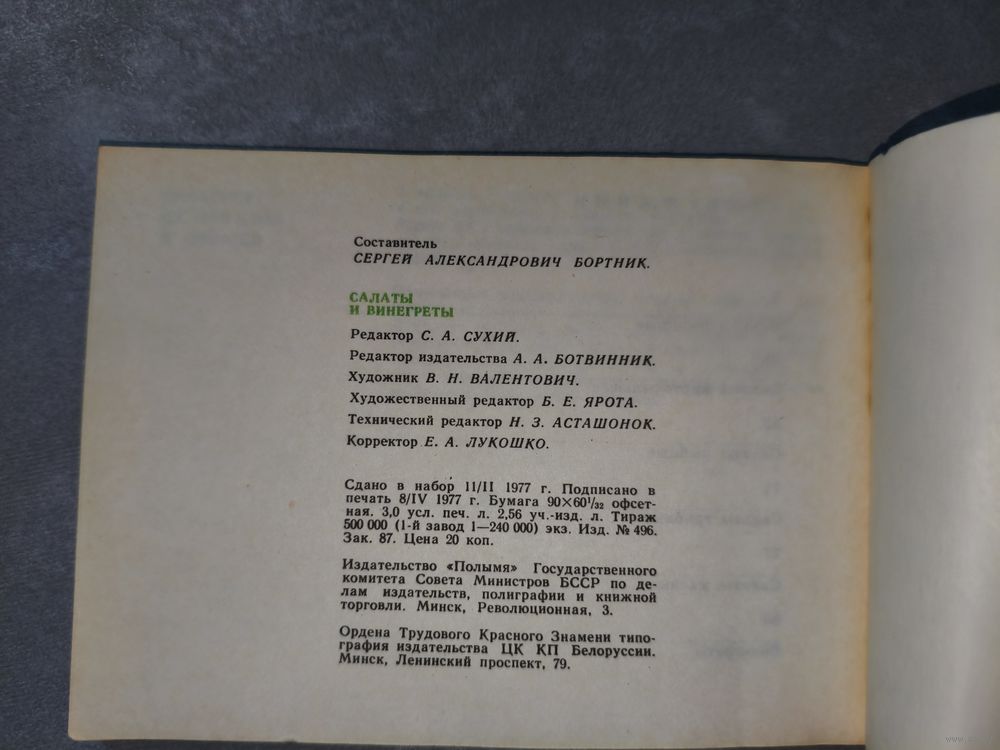 Составитель
СЕРГЕЙ АЛЕКСАНДРОВИЧ БОРТНИК.
САЛАТЫ
И ВИНЕГРЕТЫ
Редактор С. А. СУХИЙ.
Редактор издательства А. А. БОТВИННИК.
Художник В. Н. ВАЛЕНТОВИЧ.
Художественный редактор Б. Е. ЯРОТА.
Технический редактор Н. З. АСТАШОНОК.
Корректор Е. А. ЛУКОШКО.
Сдано в набор 11/II 1977 г. Подписано в
печать 8/IV 1977 г. Бумага 90×60¹/₃₂ офсет-
ная. 3,0 усл. печ. л. 2,56 уч.-изд. л. Тираж
500 000 (1-й завод 1—240 000) экз. Изд. № 496.
Зак. 87. Цена 20 коп.
Издательство «Полымя» Государственного
комитета Совета Министров БССР по де-
лам издательств, полиграфии и книжной
торговли. Минск, Революционная, 3.
Ордена Трудового Красного Знамени типо-
графия издательства ЦК КП Белоруссии.
Минск, Ленинский проспект, 79.